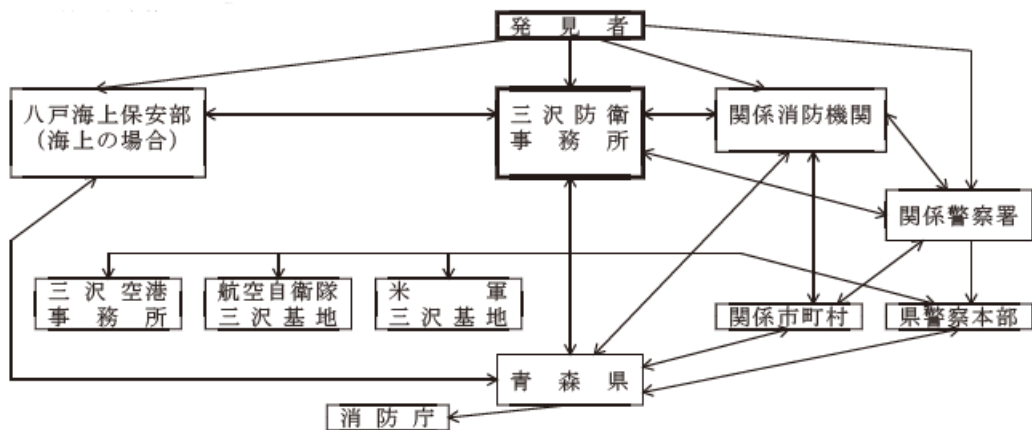 発見者
八戸海上保安部
（海上の場合）
三沢防衛
事務所
関係消防機関
関係警察署
三沢空港
事務所
航空自衛隊
三沢基地
米軍
三沢基地
関係市町村
県警察本部
青森県
消防庁